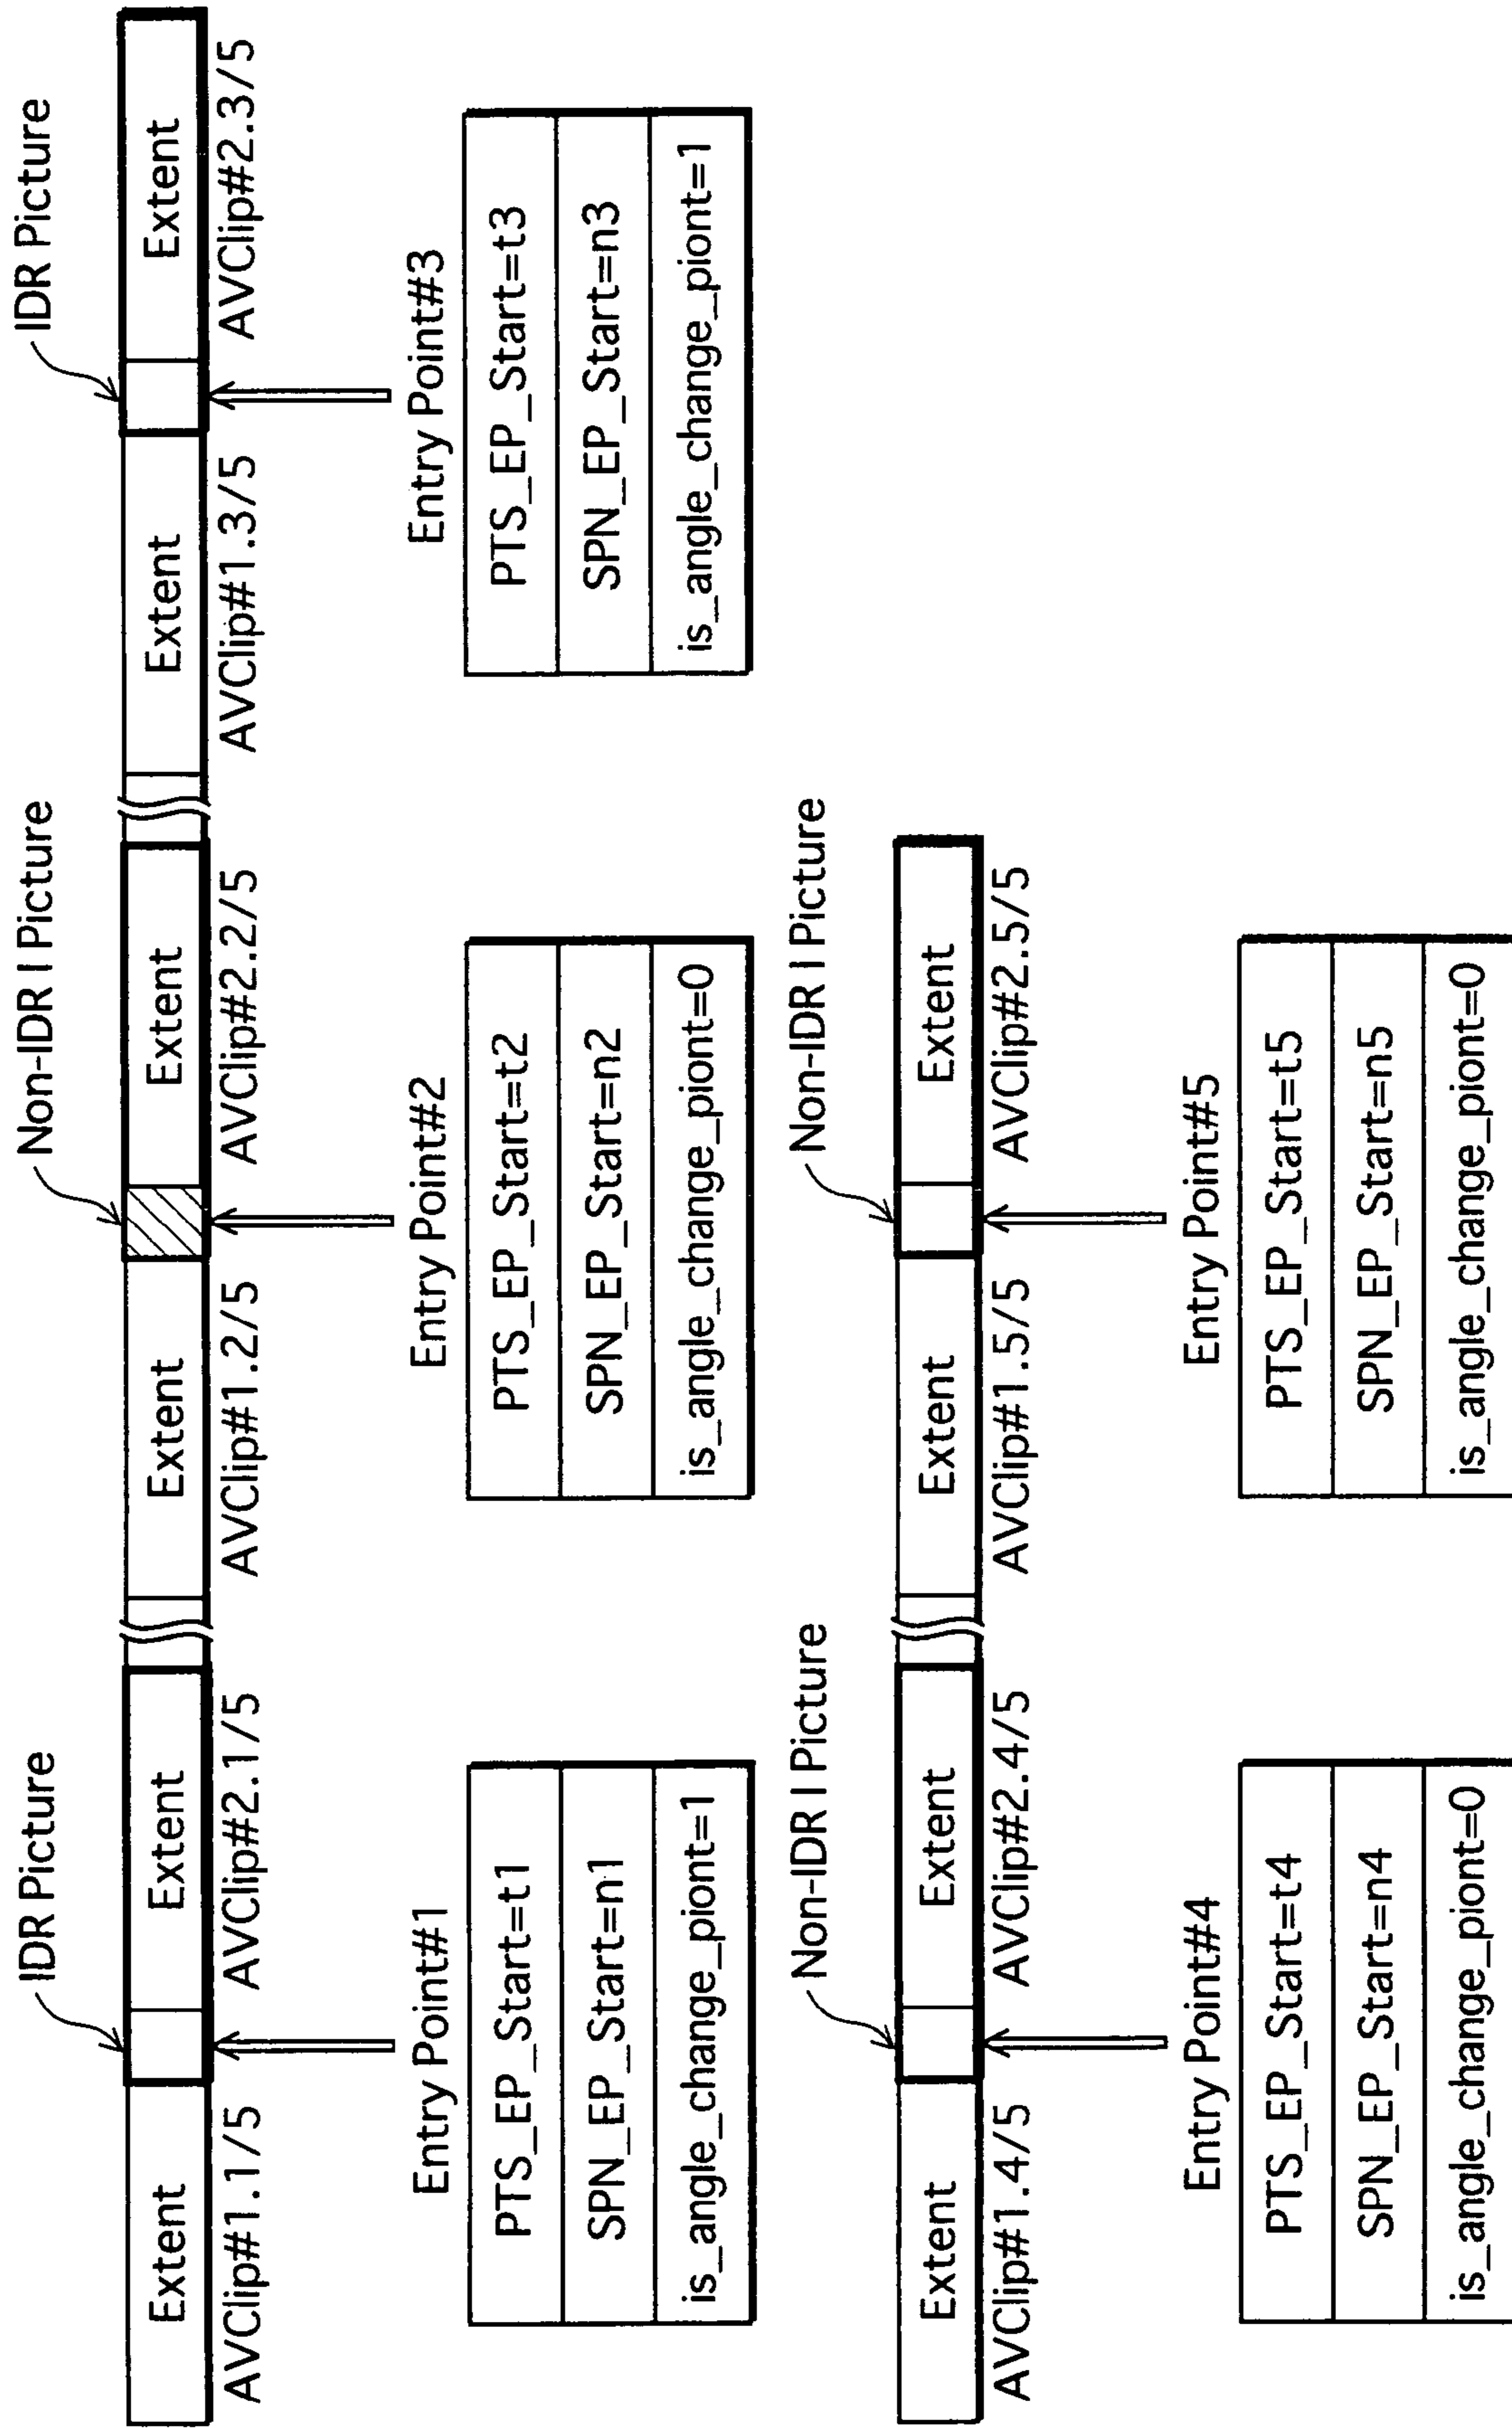 IDR Picture
Non-IDR I Picture
IDR Picture
Extent
Extent
Extent
Extent
Extent
Extent
AVClip#1.1/5
AVClip#2.1/5
AVClip#1.2/5
AVClip#2.2/5
AVClip#1.3/5
AVClip#2.3/5
Entry Point#1
Entry Point#2
Entry Point#3
PTS_EP_Start=t1
PTS_EP_Start=t2
PTS_EP_Start=t3
SPN_EP_Start=n1
SPN_EP_Start=n2
SPN_EP_Start=n3
is_angle_change_piont=1
is_angle_change_piont=0
is_angle_change_piont=1
Non-IDR I Picture
Non-IDR I Picture
Extent
Extent
Extent
Extent
AVClip#1.4/5
AVClip#2.4/5
AVClip#1.5/5
AVClip#2.5/5
Entry Point#4
Entry Point#5
PTS_EP_Start=t4
PTS_EP_Start=t5
SPN_EP_Start=n4
SPN_EP_Start=n5
is_angle_change_piont=0
is_angle_change_piont=0